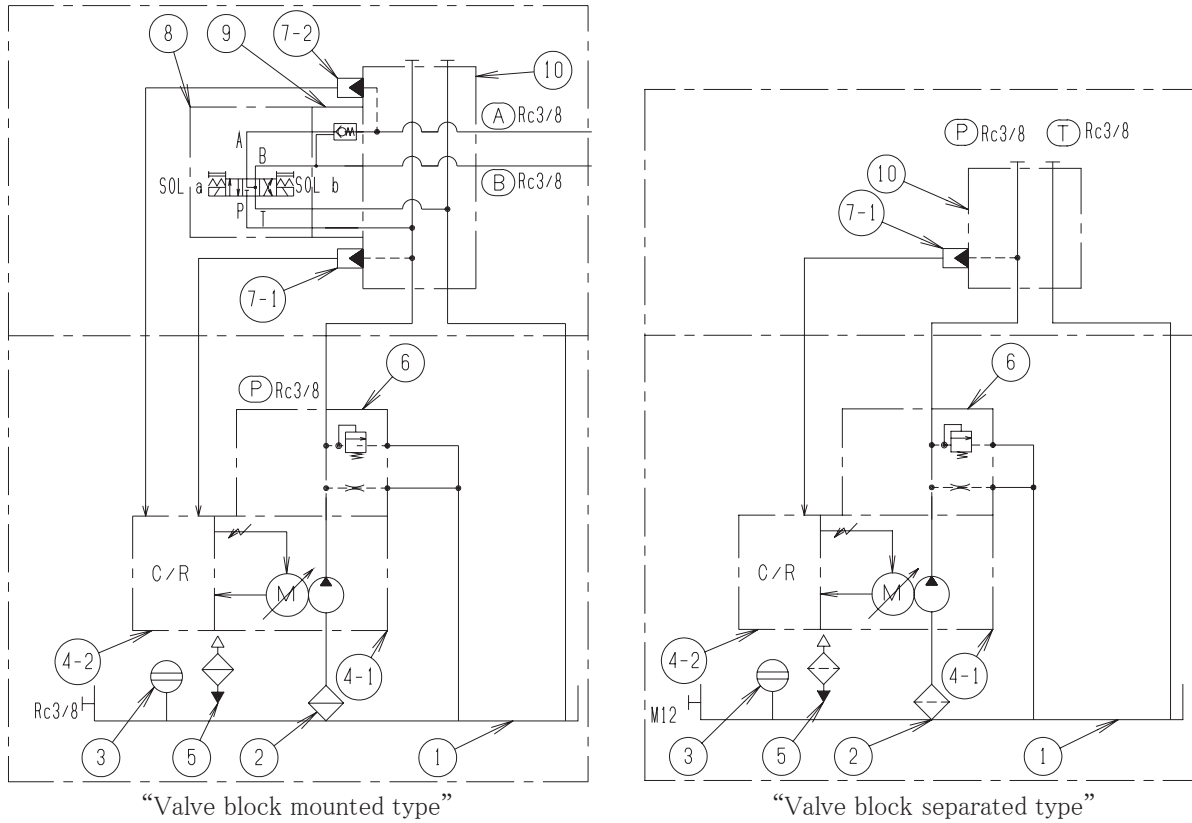 8 9 7-2
10
A Rc3/8
A
B
SOL a SOL b
B Rc3/8
P T
7-1
P Rc3/8
6
C/R
M
4-2
4-1
Rc3/8
3 5 2 1
“Valve block mounted type”
P Rc3/8 T Rc3/8
10
7-1
6
C/R
M
4-2
4-1
M12
3 5 2 1
“Valve block separated type”